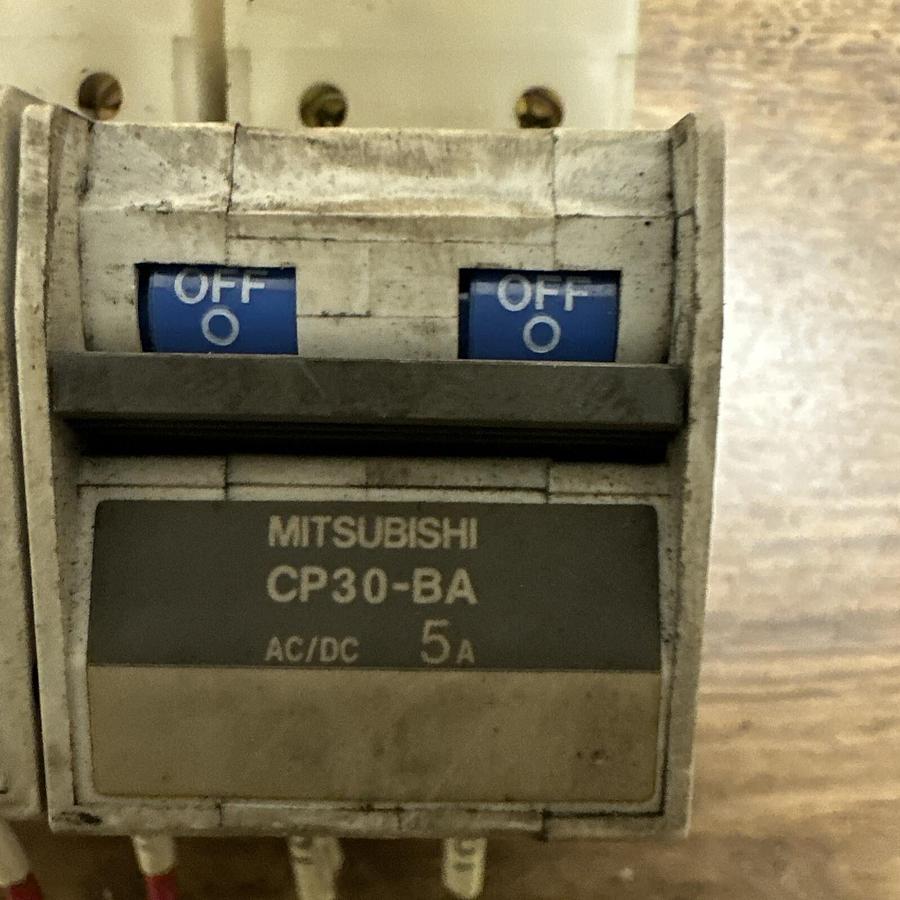 OFF OFF
O O
MITSUBISHI
CP30-BA
AC/DC 5A